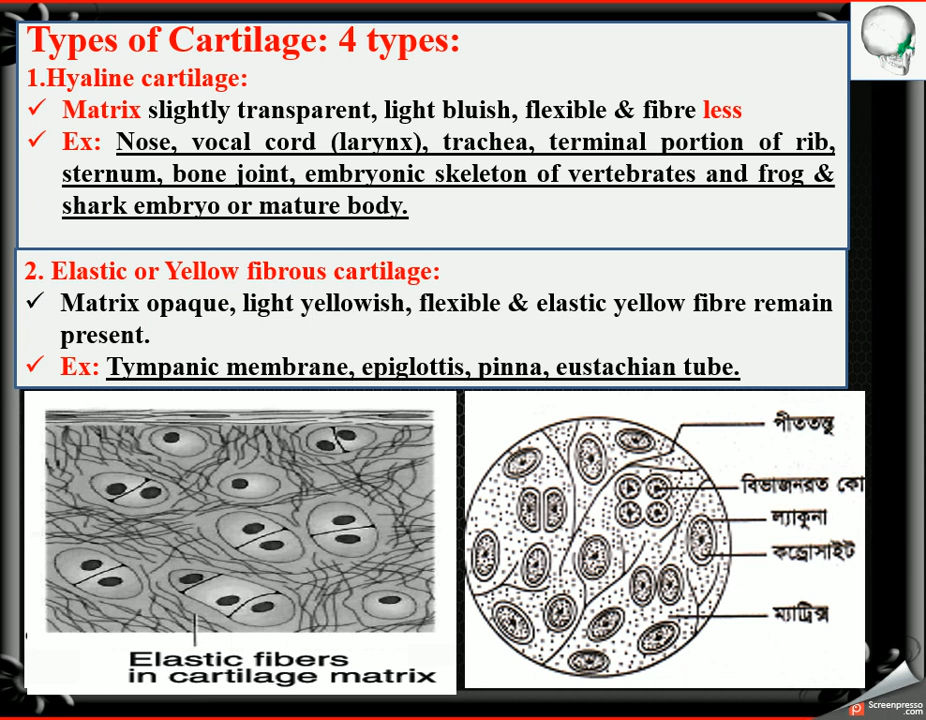 Types of Cartilage: 4 types:
1.Hyaline cartilage:
✓ Matrix slightly transparent, light bluish, flexible & fibre less
✓ Ex: Nose, vocal cord (larynx), trachea, terminal portion of rib,
sternum, bone joint, embryonic skeleton of vertebrates and frog &
shark embryo or mature body.
2. Elastic or Yellow fibrous cartilage:
✓ Matrix opaque, light yellowish, flexible & elastic yellow fibre remain
present.
✓ Ex: Tympanic membrane, epiglottis, pinna, eustachian tube.
Elastic fibers
in cartilage matrix
পীততন্তু
বিভাজনরত কো
ল্যাকুনা
কন্ড্রোসাইট
ম্যাট্রিক্স
Screenpresso
.com